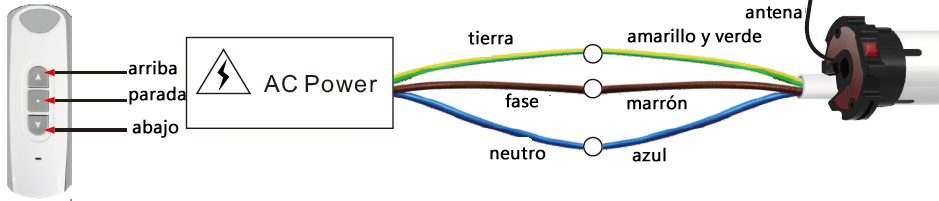 arriba
parada
abajo
AC Power
tierra
amarillo y verde
fase
marrón
neutro
azul
antena